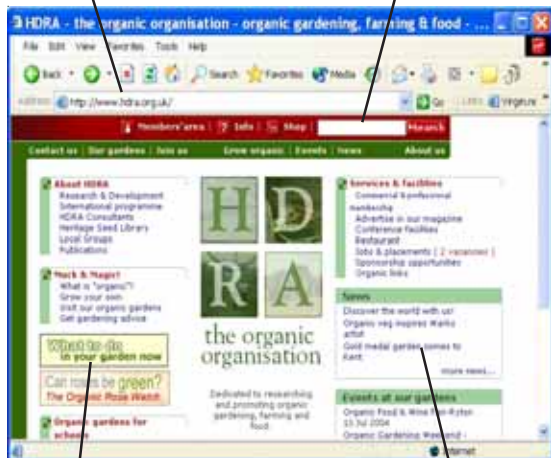 HDRA - the organic organisation - organic gardening, farming & food - ...
File Edit View Favorites Tools Help
Back Search Favorites Media
Address http://www.hdra.org.uk/ Go Links
Members' area | Info | Shop | Search
Contact us | Our gardens | Join us Grow organic | Events | News About us
About HDRA
Research & Development
International programme
HDRA Consultants
Heritage Seed Library
Local Groups
Publications
Muck & Magic!
What is "organic"?
Grow your own
Visit our organic gardens
Get gardening advice
What to do
in your garden now
Can roses be green?
The Organic Rose Watch
Organic gardens for
schools
H D
R A
the organic
organisation
Dedicated to researching
and promoting organic
gardening, farming and
food
Services & facilities
Commercial & professional
membership
Advertise in our magazine
Conference facilities
Restaurant
Jobs & placements [ 2 vacancies ]
Sponsorship opportunities
Organic links
News
Discover the world with us!
Organic veg inspires Marks
artist
Gold medal garden comes to
Kent
more news...
Events at our gardens
Organic Food & Wine Fair
Jul 2004
Organic Gardening Weekend -
Internet